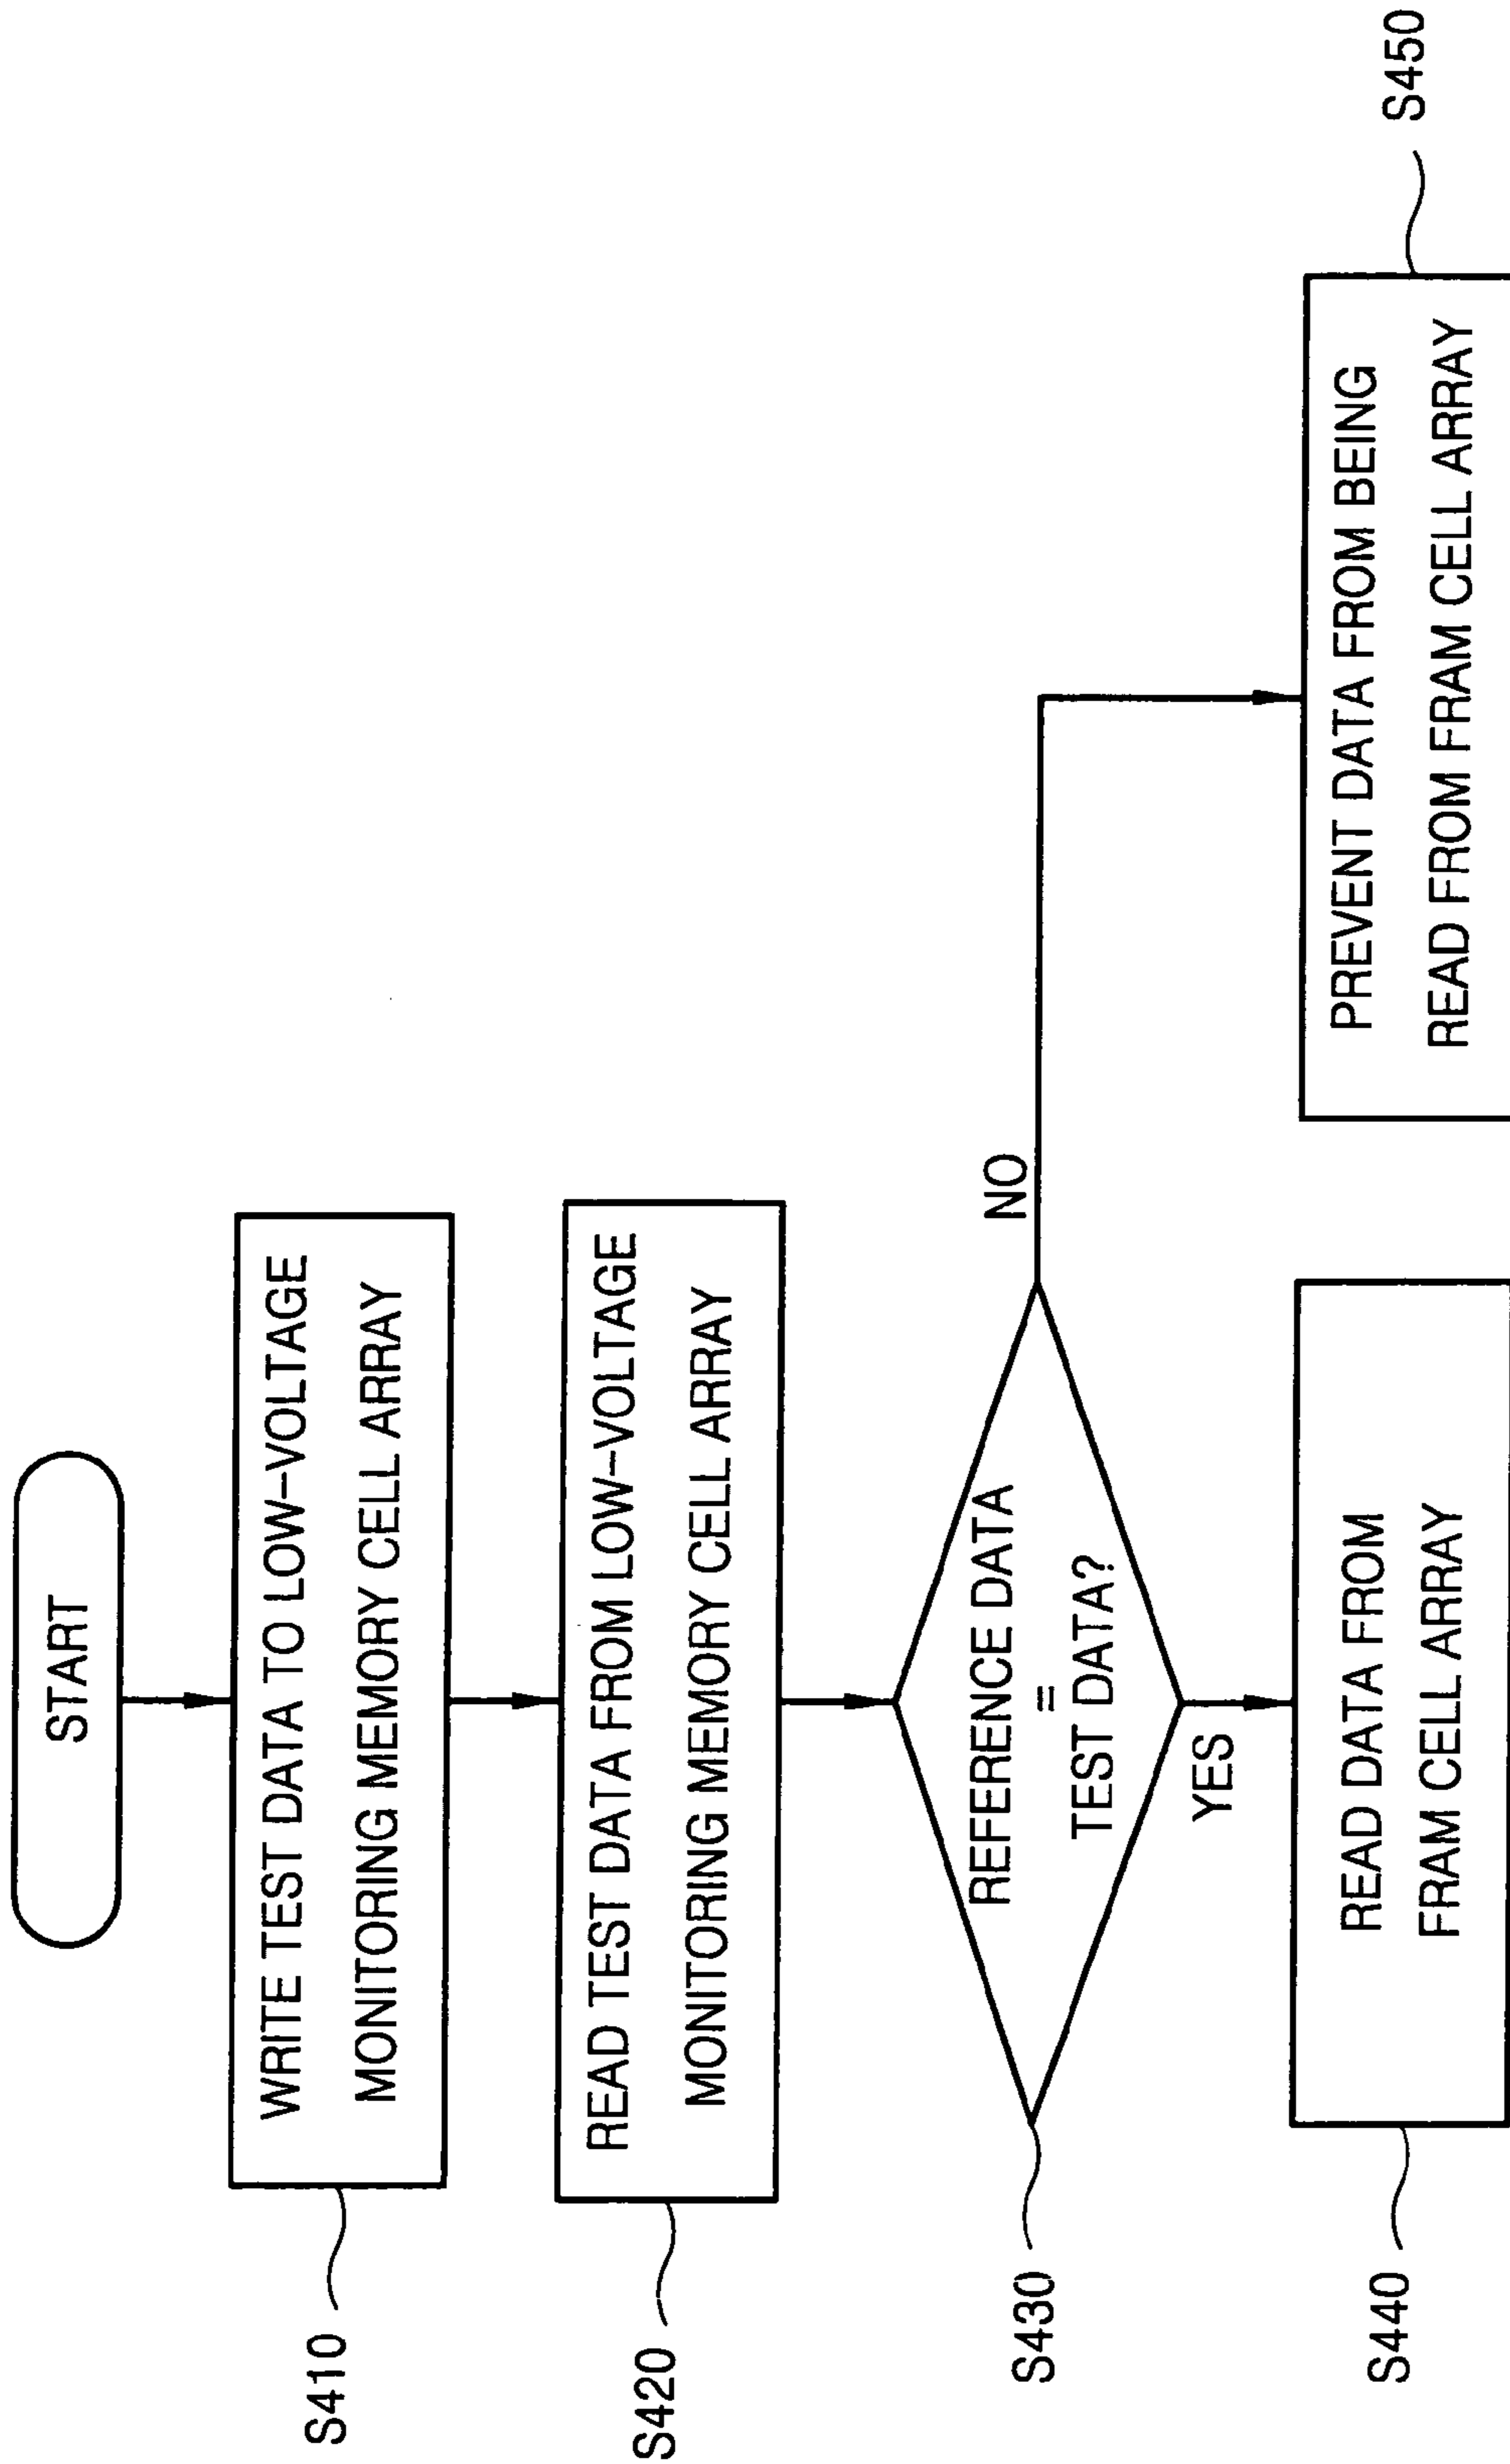 START
S410
WRITE TEST DATA TO LOW-VOLTAGE
MONITORING MEMORY CELL ARRAY
S420
READ TEST DATA FROM LOW-VOLTAGE
MONITORING MEMORY CELL ARRAY
S430
REFERENCE DATA
=
TEST DATA?
NO
YES
S440
READ DATA FROM
FRAM CELL ARRAY
PREVENT DATA FROM BEING
READ FROM FRAM CELL ARRAY
S450